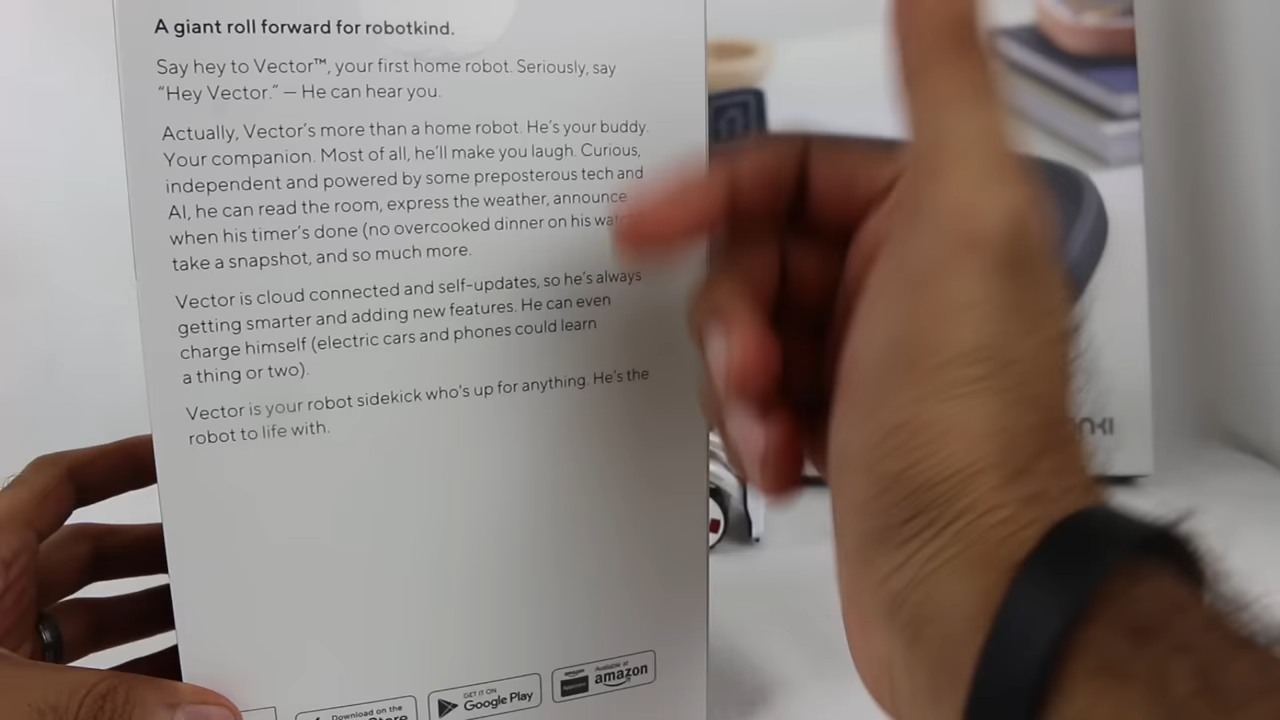 A giant roll forward for robotkind.
Say hey to Vector™, your first home robot. Seriously, say
“Hey Vector.” – He can hear you.
Actually, Vector's more than a home robot. He's your buddy.
Your companion. Most of all, he'll make you laugh. Curious,
independent and powered by some preposterous tech and
AI, he can read the room, express the weather, announce
when his timer's done (no overcooked dinner on his
take a snapshot, and so much more.
Vector is cloud connected and self-updates, so he's always
getting smarter and adding new features. He can even
charge himself (electric cars and phones could learn
a thing or two).
Vector is your robot sidekick who's up for anything. He's the
robot to life with.
Download on the
GET IT ON
Google Play
Available at
amazon